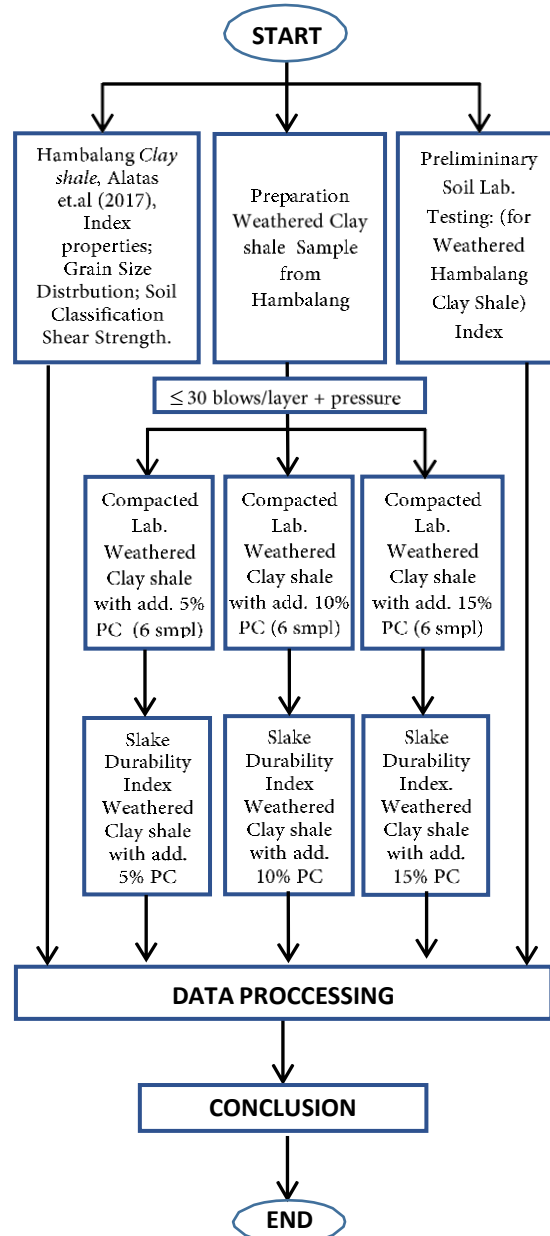 START
Hambalang Clay
shale, Alatas
et.al (2017),
Index
properties;
Grain Size
Distrbution; Soil
Classification
Shear Strength.
Preparation
Weathered Clay
shale Sample
from
Hambalang
Prelimininary
Soil Lab.
Testing: (for
Weathered
Hambalang
Clay Shale)
Index
≤ 30 blows/layer + pressure
Compacted
Lab.
Weathered
Clay shale
with add. 5%
PC (6 smpl)
Compacted
Lab.
Weathered
Clay shale
with add. 10%
PC (6 smpl)
Compacted
Lab.
Weathered
Clay shale
with add. 15%
PC (6 smpl)
Slake
Durability
Index
Weathered
Clay shale
with add.
5% PC
Slake
Durability
Index
Weathered
Clay shale
with add.
10% PC
Slake
Durability
Index.
Weathered
Clay shale
with add.
15% PC
DATA PROCCESSING
CONCLUSION
END